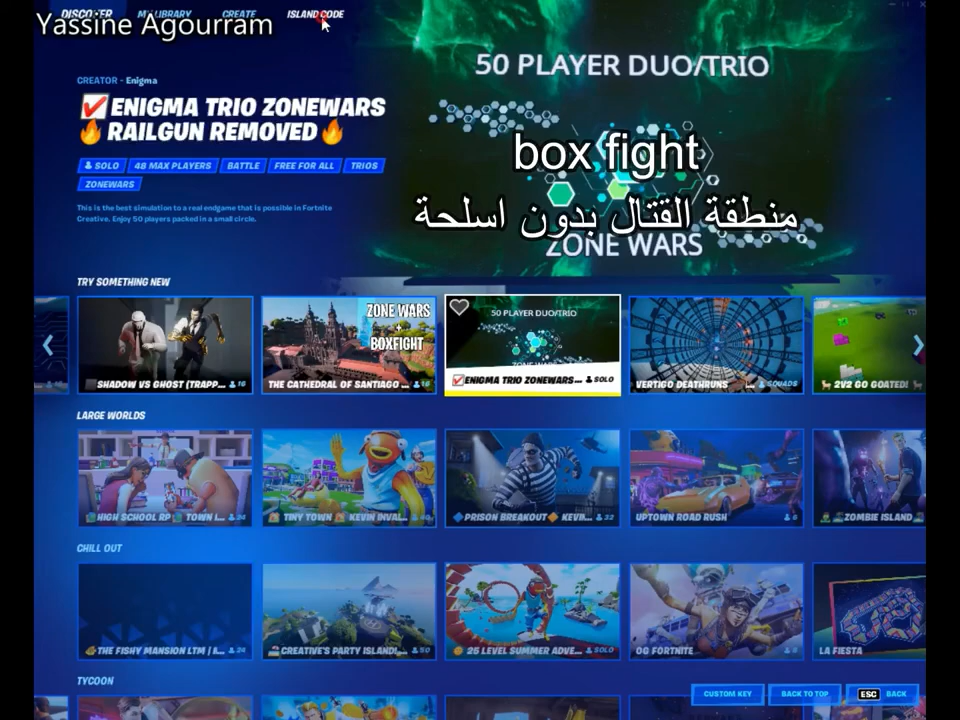 DISCOVER MY LIBRARY CREATE ISLAND CODE
Yassine Agourram
CREATOR - Enigma
ENIGMA TRIO ZONEWARS
RAILGUN REMOVED
SOLO 48 MAX PLAYERS BATTLE FREE FOR ALL TRIOS
ZONEWARS
This is the best simulation to a real endgame that is possible in Fortnite
Creative. Enjoy 50 players packed in a small circle.
50 PLAYER DUO/TRIO
box fight
منطقة القتال بدون اسلحة
ZONE WARS
TRY SOMETHING NEW
SHADOW VS GHOST (TRAPP... 16
ZONE WARS
+
BOXFIGHT
THE CATHEDRAL OF SANTIAGO ... 16
50 PLAYER DUO/TRIO
ENIGMA TRIO ZONEWARS... SOLO
VERTIGO DEATHRUNS ... SQUADS
2V2 GO GOATED!
LARGE WORLDS
HIGH SCHOOL RP TOWN I... 24
TINY TOWN KEVIN INVAL...
PRISON BREAKOUT KEVIN... 32
UPTOWN ROAD RUSH 6
ZOMBIE ISLAND
CHILL OUT
THE FISHY MANSION LTM | 24
CREATIVE'S PARTY ISLAND! 50
25 LEVEL SUMMER ADVE... SOLO
OG FORTNITE
LA FIESTA
TYCOON
CUSTOM KEY BACK TO TOP ESC BACK